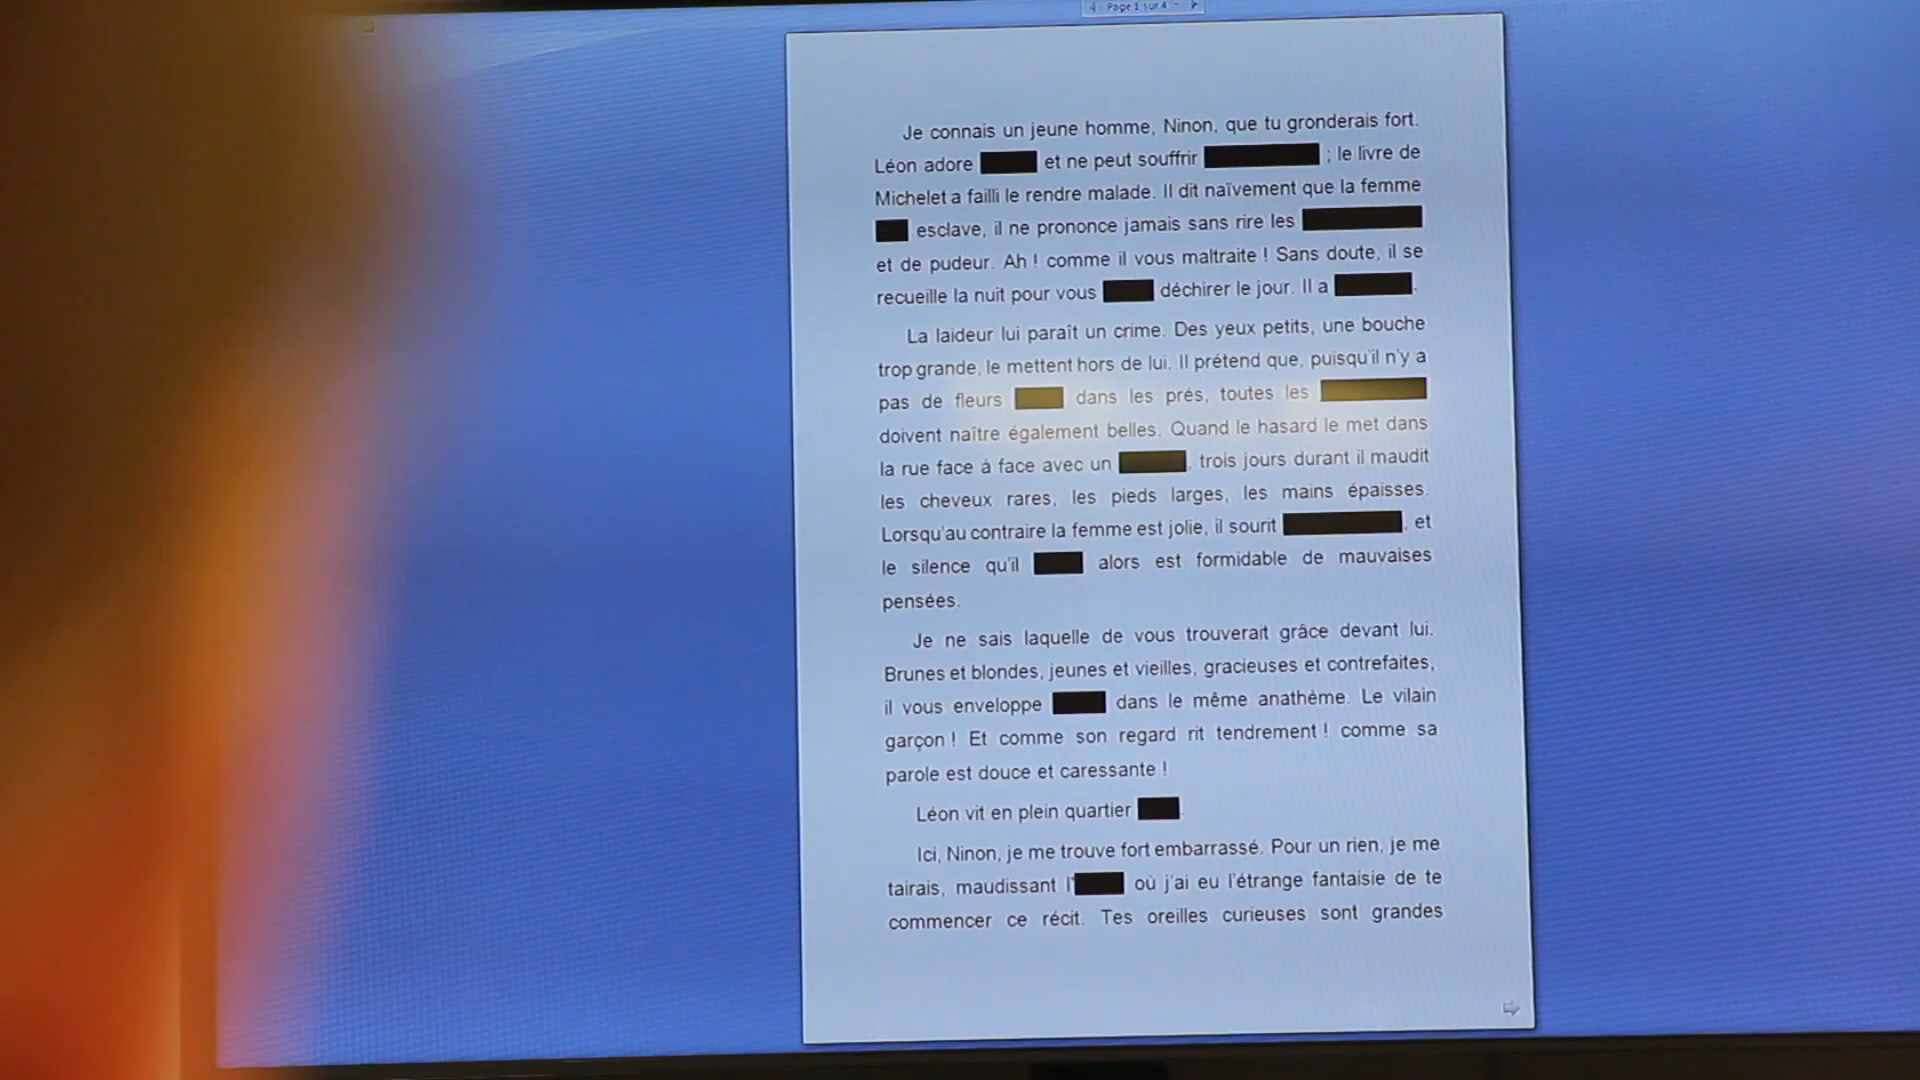 Page 1 sur 4
Je connais un jeune homme, Ninon, que tu gronderais fort.
Léon adore et ne peut souffrir ; le livre de
Michelet a failli le rendre malade. Il dit naïvement que la femme
esclave, il ne prononce jamais sans rire les
et de pudeur. Ah ! comme il vous maltraite ! Sans doute, il se
recueille la nuit pour vous déchirer le jour. Il a .
La laideur lui paraît un crime. Des yeux petits, une bouche
trop grande, le mettent hors de lui. Il prétend que, puisqu'il n'y a
pas de fleurs dans les prés, toutes les
doivent naître également belles. Quand le hasard le met dans
la rue face à face avec un , trois jours durant il maudit
les cheveux rares, les pieds larges, les mains épaisses.
Lorsqu'au contraire la femme est jolie, il sourit , et
le silence qu'il alors est formidable de mauvaises
pensées.
Je ne sais laquelle de vous trouverait grâce devant lui.
Brunes et blondes, jeunes et vieilles, gracieuses et contrefaites,
il vous enveloppe dans le même anathème. Le vilain
garçon ! Et comme son regard rit tendrement ! comme sa
parole est douce et caressante !
Léon vit en plein quartier .
Ici, Ninon, je me trouve fort embarrassé. Pour un rien, je me
tairais, maudissant l' où j'ai eu l'étrange fantaisie de te
commencer ce récit. Tes oreilles curieuses sont grandes